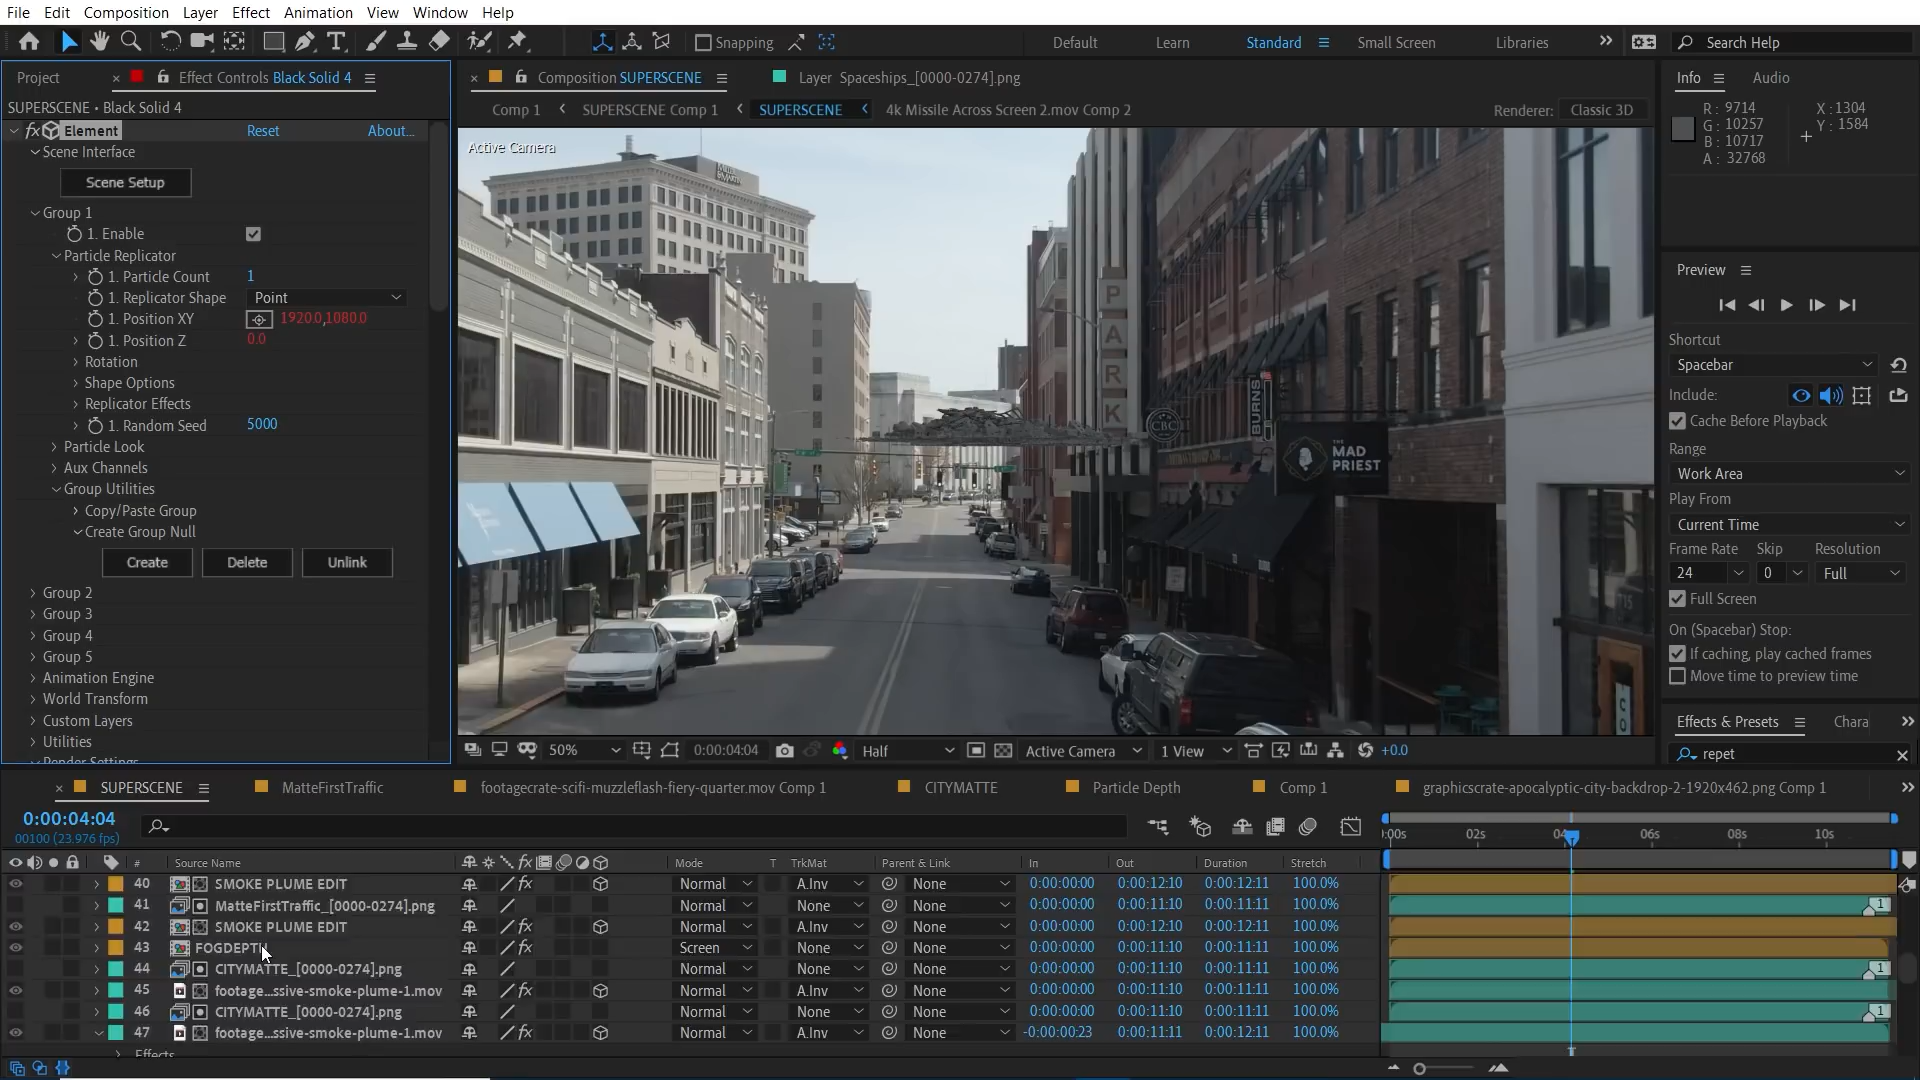 File Edit Composition Layer Effect Animation View Window Help
Snapping
Default Learn Standard Small Screen Libraries
Search Help
Project
Effect Controls Black Solid 4
SUPERSCENE • Black Solid 4
fx Element Reset About...
Scene Interface
Scene Setup
Group 1
1. Enable
Particle Replicator
1. Particle Count 1
1. Replicator Shape Point
1. Position XY 1920.0,1080.0
1. Position Z 0.0
Rotation
Shape Options
Replicator Effects
1. Random Seed 5000
Particle Look
Aux Channels
Group Utilities
Copy/Paste Group
Create Group Null
Create Delete Unlink
Group 2
Group 3
Group 4
Group 5
Animation Engine
World Transform
Custom Layers
Utilities
Render Settings
Composition SUPERSCENE
Layer Spaceships_[0000-0274].png
Comp 1 SUPERSCENE Comp 1 SUPERSCENE 4k Missile Across Screen 2.mov Comp 2
Renderer: Classic 3D
Active Camera
PARK
BURNS
CBC
THE
MAD
PRIEST
50% 0:00:04:04 Half Active Camera 1 View +0.0
Info Audio
R: 9714 X: 1304
G: 10257 Y: 1584
B: 10717
A: 32768
Preview
Shortcut
Spacebar
Include:
Cache Before Playback
Range
Work Area
Play From
Current Time
Frame Rate Skip Resolution
24 0 Full
Full Screen
On (Spacebar) Stop:
If caching, play cached frames
Move time to preview time
Effects & Presets Chara
repet
SUPERSCENE MatteFirstTraffic footagecrate-scifi-muzzleflash-fiery-quarter.mov Comp 1 CITYMATTE Particle Depth Comp 1 graphicscrate-apocalyptic-city-backdrop-2-1920x462.png Comp 1
0:00:04:04
00100 (23.976 fps)
:00s 02s 04s 06s 08s 10s
# Source Name fx Mode T TrkMat Parent & Link In Out Duration Stretch
40 SMOKE PLUME EDIT fx Normal A.Inv None 0:00:00:00 0:00:12:10 0:00:12:11 100.0%
41 MatteFirstTraffic_[0000-0274].png Normal None None 0:00:00:00 0:00:11:10 0:00:11:11 100.0% 1
42 SMOKE PLUME EDIT fx Normal A.Inv None 0:00:00:00 0:00:12:10 0:00:12:11 100.0%
43 FOGDEPTH fx Screen None None 0:00:00:00 0:00:11:10 0:00:11:11 100.0%
44 CITYMATTE_[0000-0274].png Normal None None 0:00:00:00 0:00:11:10 0:00:11:11 100.0% 1
45 footage...ssive-smoke-plume-1.mov fx Normal A.Inv None 0:00:00:00 0:00:11:10 0:00:11:11 100.0%
46 CITYMATTE_[0000-0274].png Normal None None 0:00:00:00 0:00:11:10 0:00:11:11 100.0% 1
47 footage...ssive-smoke-plume-1.mov fx Normal A.Inv None -0:00:00:23 0:00:11:11 0:00:12:11 100.0%
Effects